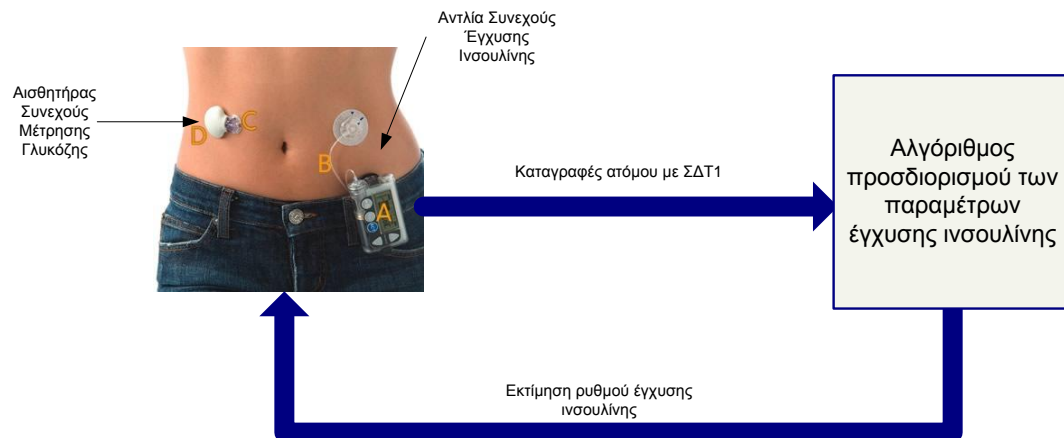 Αντλία Συνεχούς
Έγχυσης
Ινσουλίνης
Αισθητήρας
Συνεχούς
Μέτρησης
Γλυκόζης
D
C
B
A
Καταγραφές ατόμου με ΣΔΤ1
Αλγόριθμος
προσδιορισμού των
παραμέτρων
έγχυσης ινσουλίνης
Εκτίμηση ρυθμού έγχυσης
ινσουλίνης